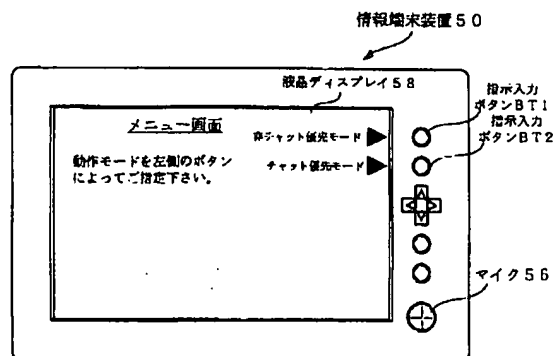 情報端末装置50
液晶ディスプレイ58
指示入力
ボタンBT1
指示入力
ボタンBT2
メニュー画面
非チャット優先モード
動作モードを左側のボタン
によってご指定下さい。
チャット優先モード
マイク56